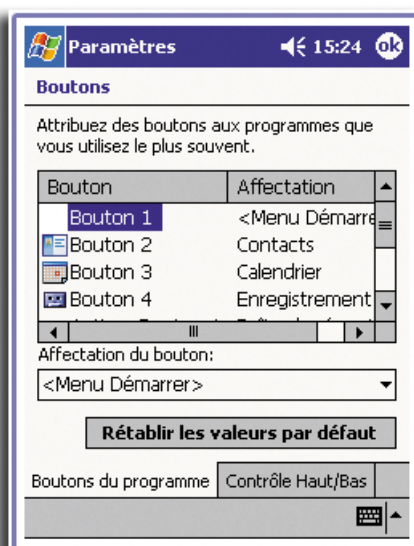 Paramètres 15:24 ok
Boutons
Attribuez des boutons aux programmes que
vous utilisez le plus souvent.
Bouton Affectation
Bouton 1 <Menu Démarre
Bouton 2 Contacts
Bouton 3 Calendrier
Bouton 4 Enregistrement
Affectation du bouton:
<Menu Démarrer>
Rétablir les valeurs par défaut
Boutons du programme Contrôle Haut/Bas